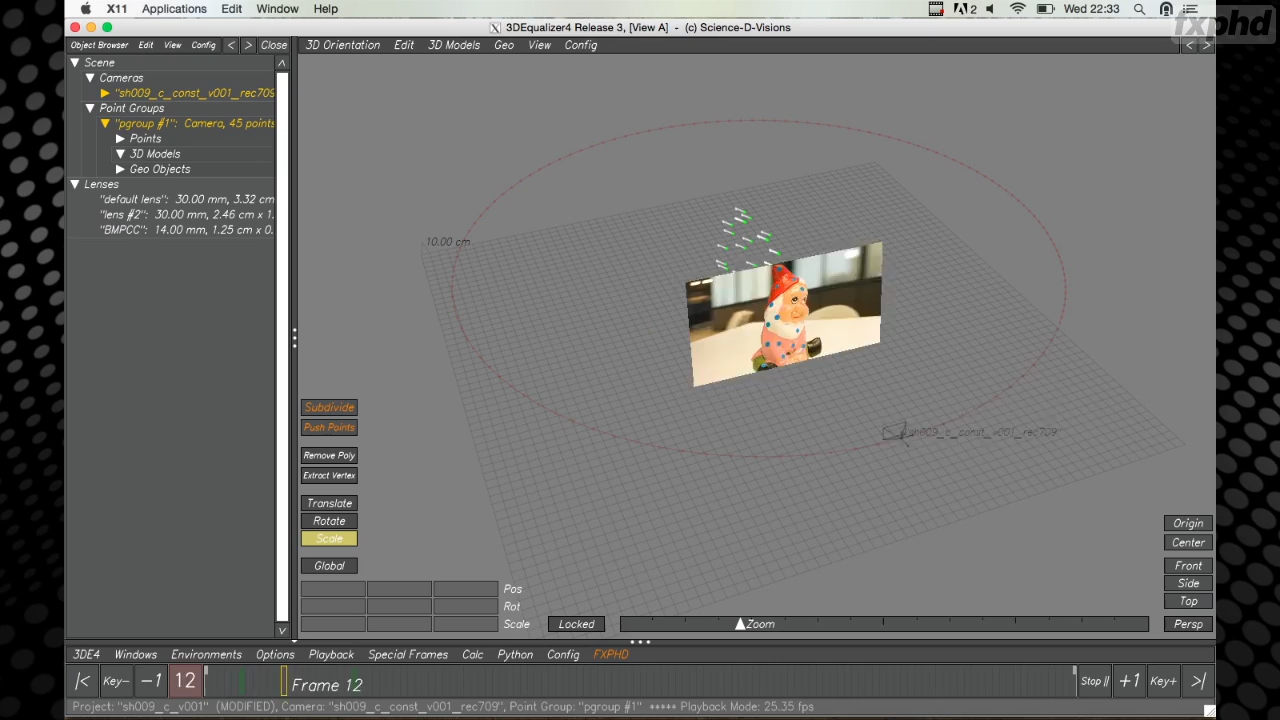 X11 Applications Edit Window Help
2 Wed 22:33
fxphd
3DEqualizer4 Release 3, [View A] - (c) Science-D-Visions
Object Browser Edit View Config < > Close
3D Orientation Edit 3D Models Geo View Config < >
Scene
Cameras
"sh009_c_const_v001_rec709
Point Groups
"pgroup #1": Camera, 45 points
Points
3D Models
Geo Objects
Lenses
"default lens": 30.00 mm, 3.32 cm
"lens #2": 30.00 mm, 2.46 cm x 1.
"BMPCC": 14.00 mm, 1.25 cm x 0.
10.00 cm
sh009_c_const_v001_rec709
Subdivide
Push Points
Remove Poly
Extract Vertex
Translate
Rotate
Scale
Global
Origin
Center
Front
Side
Top
Persp
Pos
Rot
Scale Locked Zoom
3DE4 Windows Environments Options Playback Special Frames Calc Python Config FXPHD
|< Key- -1 12 Frame 12 Stop || +1 Key+ >|
Project: "sh009_c_v001" (MODIFIED), Camera: "sh009_c_const_v001_rec709", Point Group: "pgroup #1" ***** Playback Mode: 25.35 fps